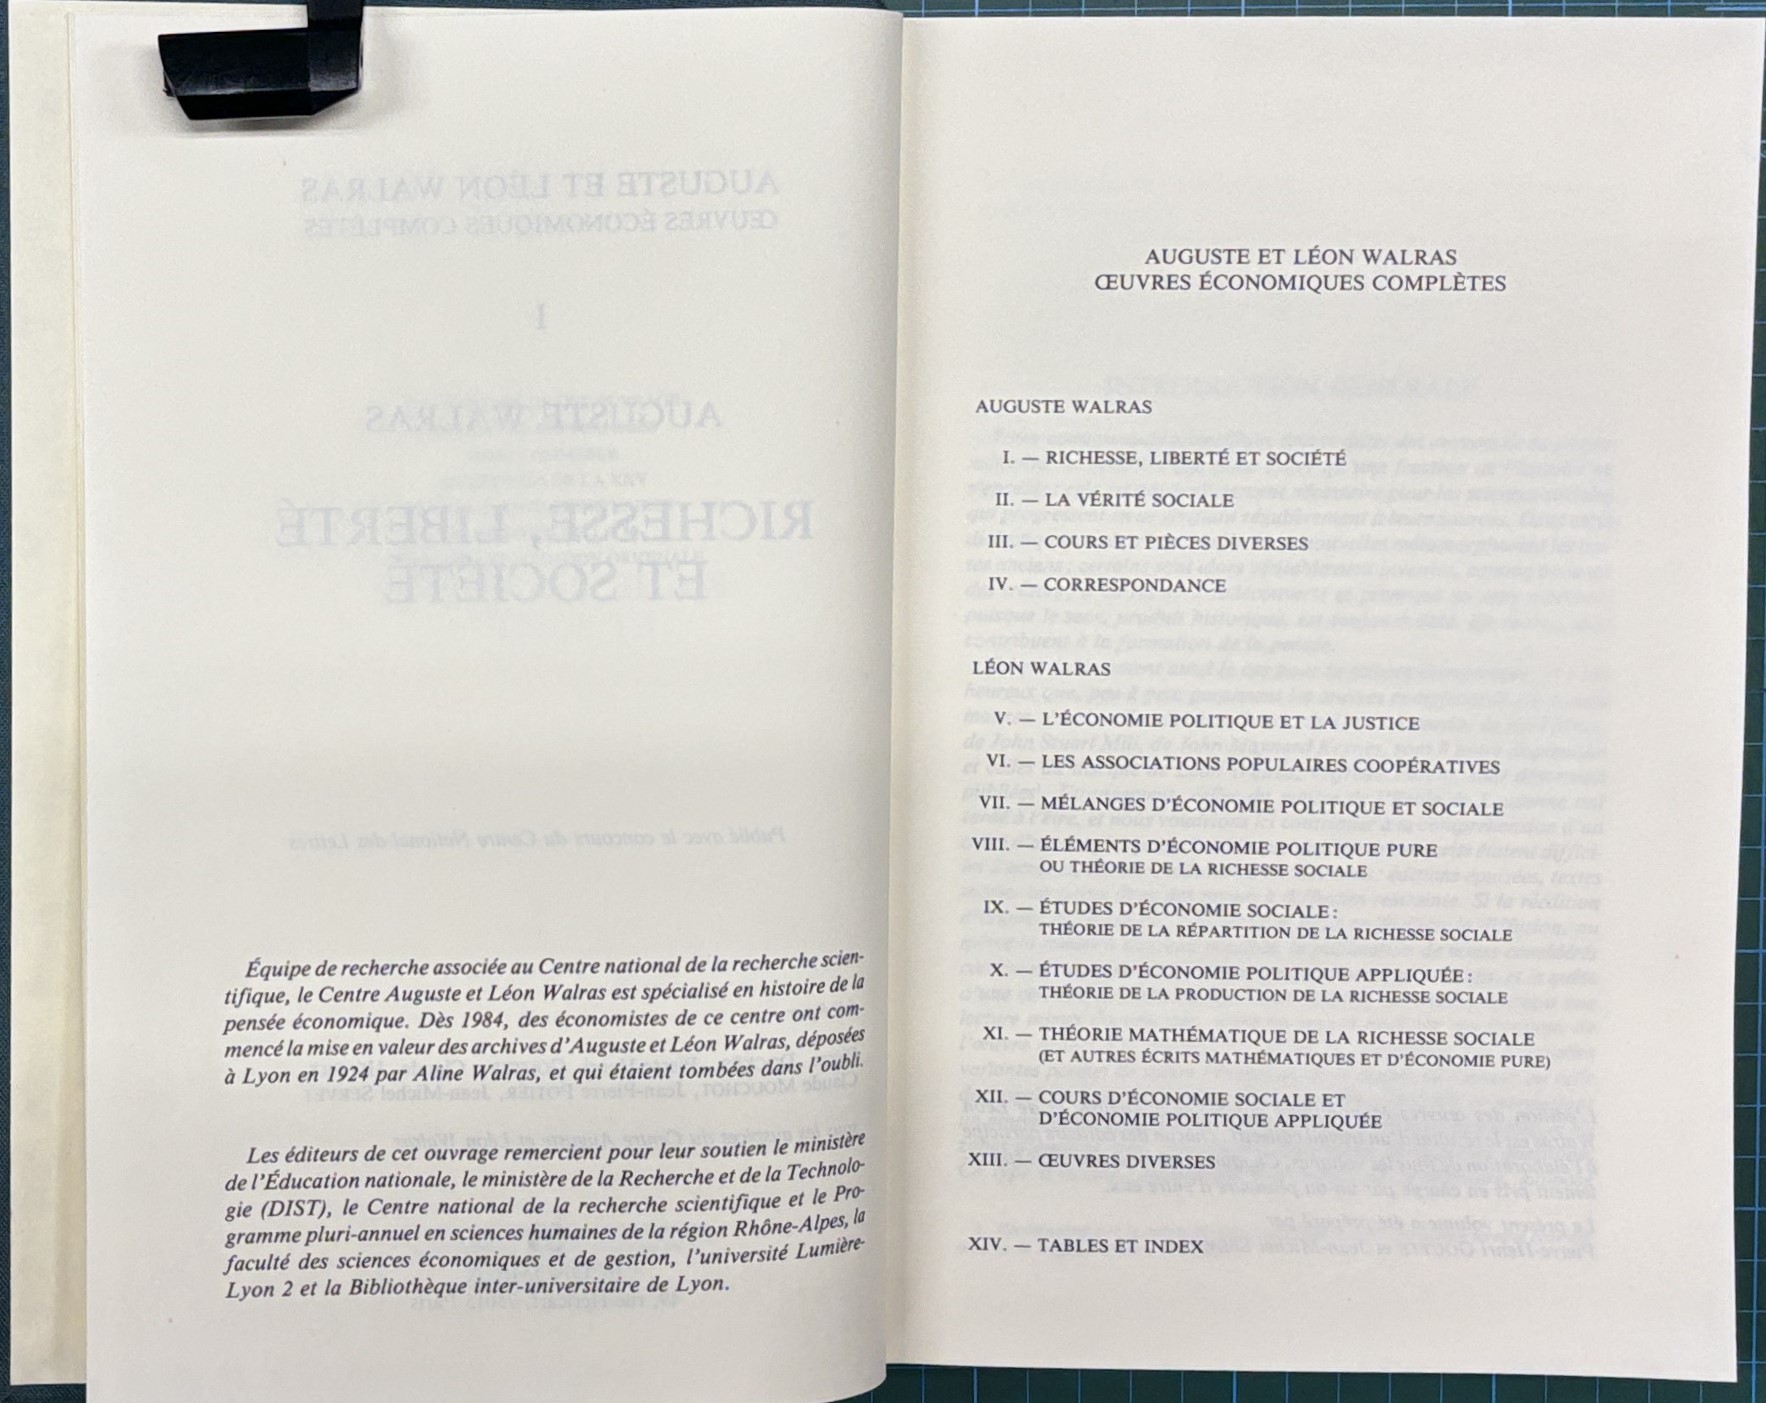 Équipe de recherche associée au Centre national de la recherche scien-
tifique, le Centre Auguste et Léon Walras est spécialisé en histoire de la
pensée économique. Dès 1984, des économistes de ce centre ont com-
mencé la mise en valeur des archives d'Auguste et Léon Walras, déposées
à Lyon en 1924 par Aline Walras, et qui étaient tombées dans l'oubli.
Les éditeurs de cet ouvrage remercient pour leur soutien le ministère
de l'Éducation nationale, le ministère de la Recherche et de la Technolo-
gie (DIST), le Centre national de la recherche scientifique et le Pro-
gramme pluri-annuel en sciences humaines de la région Rhône-Alpes, la
faculté des sciences économiques et de gestion, l'université Lumière-
Lyon 2 et la Bibliothèque inter-universitaire de Lyon.
AUGUSTE ET LÉON WALRAS
ŒUVRES ÉCONOMIQUES COMPLÈTES
AUGUSTE WALRAS
I. — RICHESSE, LIBERTÉ ET SOCIÉTÉ
II. — LA VÉRITÉ SOCIALE
III. — COURS ET PIÈCES DIVERSES
IV. — CORRESPONDANCE
LÉON WALRAS
V. — L'ÉCONOMIE POLITIQUE ET LA JUSTICE
VI. — LES ASSOCIATIONS POPULAIRES COOPÉRATIVES
VII. — MÉLANGES D'ÉCONOMIE POLITIQUE ET SOCIALE
VIII. — ÉLÉMENTS D'ÉCONOMIE POLITIQUE PURE
OU THÉORIE DE LA RICHESSE SOCIALE
IX. — ÉTUDES D'ÉCONOMIE SOCIALE :
THÉORIE DE LA RÉPARTITION DE LA RICHESSE SOCIALE
X. — ÉTUDES D'ÉCONOMIE POLITIQUE APPLIQUÉE :
THÉORIE DE LA PRODUCTION DE LA RICHESSE SOCIALE
XI. — THÉORIE MATHÉMATIQUE DE LA RICHESSE SOCIALE
(ET AUTRES ÉCRITS MATHÉMATIQUES ET D'ÉCONOMIE PURE)
XII. — COURS D'ÉCONOMIE SOCIALE ET
D'ÉCONOMIE POLITIQUE APPLIQUÉE
XIII. — ŒUVRES DIVERSES
XIV. — TABLES ET INDEX